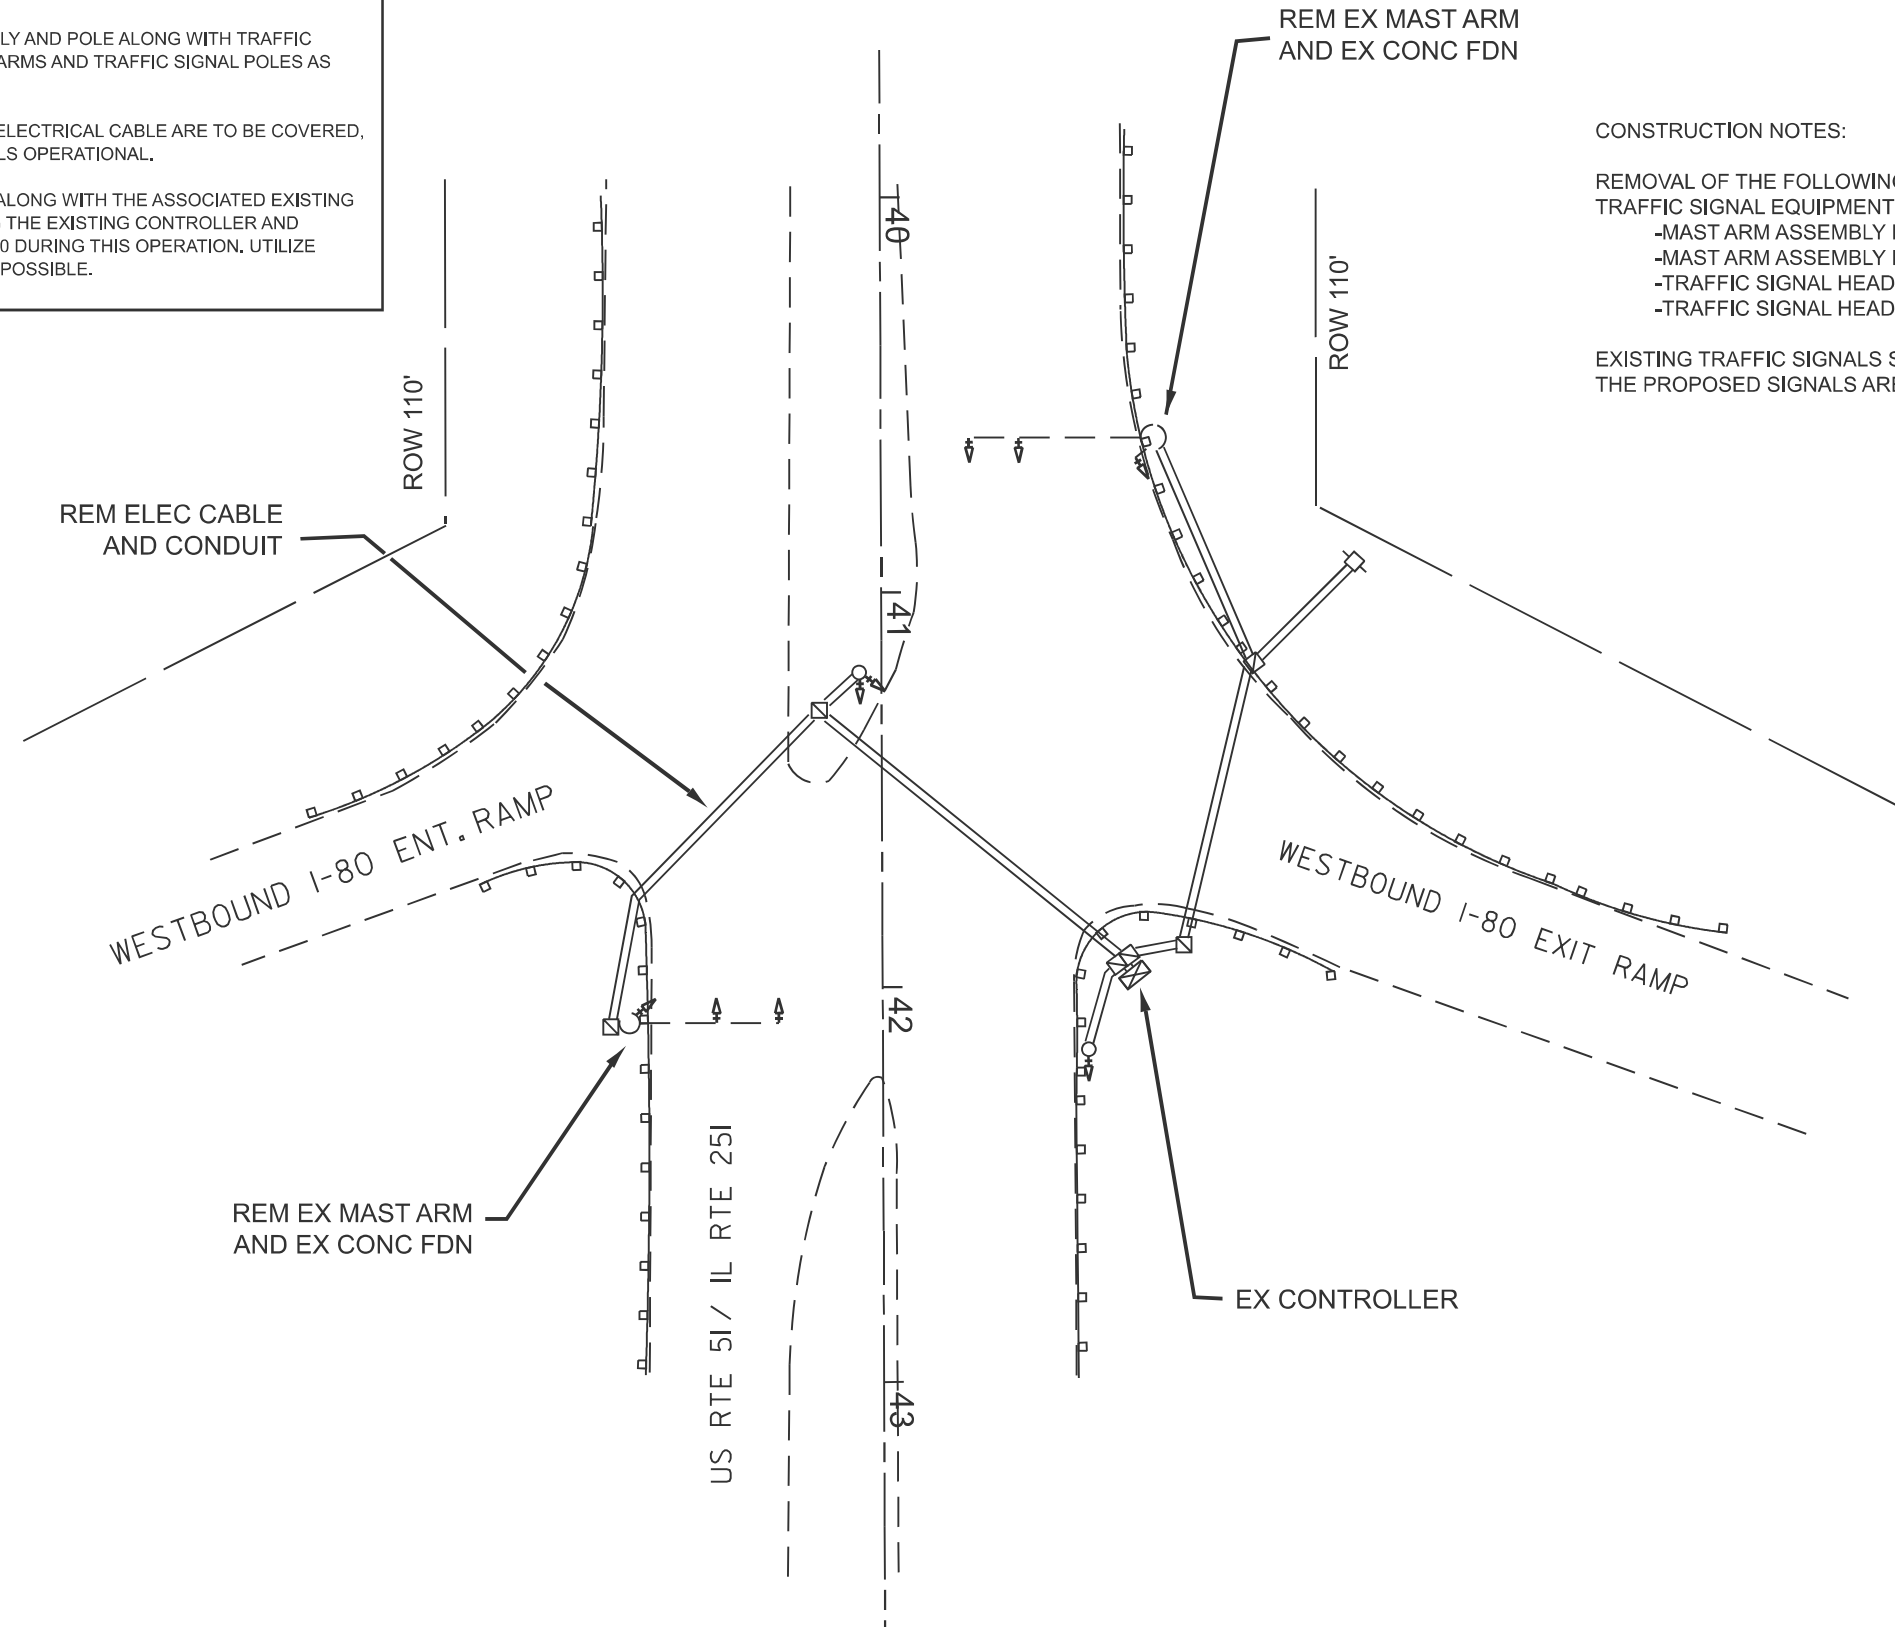 LY AND POLE ALONG WITH TRAFFIC
ARMS AND TRAFFIC SIGNAL POLES AS
ELECTRICAL CABLE ARE TO BE COVERED,
LS OPERATIONAL.
ALONG WITH THE ASSOCIATED EXISTING
THE EXISTING CONTROLLER AND
0 DURING THIS OPERATION. UTILIZE
POSSIBLE.
REM EX MAST ARM
AND EX CONC FDN
CONSTRUCTION NOTES:
REMOVAL OF THE FOLLOWING
TRAFFIC SIGNAL EQUIPMENT
-MAST ARM ASSEMBLY
-MAST ARM ASSEMBLY
-TRAFFIC SIGNAL HEAD
-TRAFFIC SIGNAL HEAD
EXISTING TRAFFIC SIGNALS S
THE PROPOSED SIGNALS ARE
40
ROW 110'
ROW 110'
REM ELEC CABLE
AND CONDUIT
41
WESTBOUND I-80 ENT. RAMP
WESTBOUND I-80 EXIT RAMP
42
REM EX MAST ARM
AND EX CONC FDN
US RTE 51/ IL RTE 251
EX CONTROLLER
43